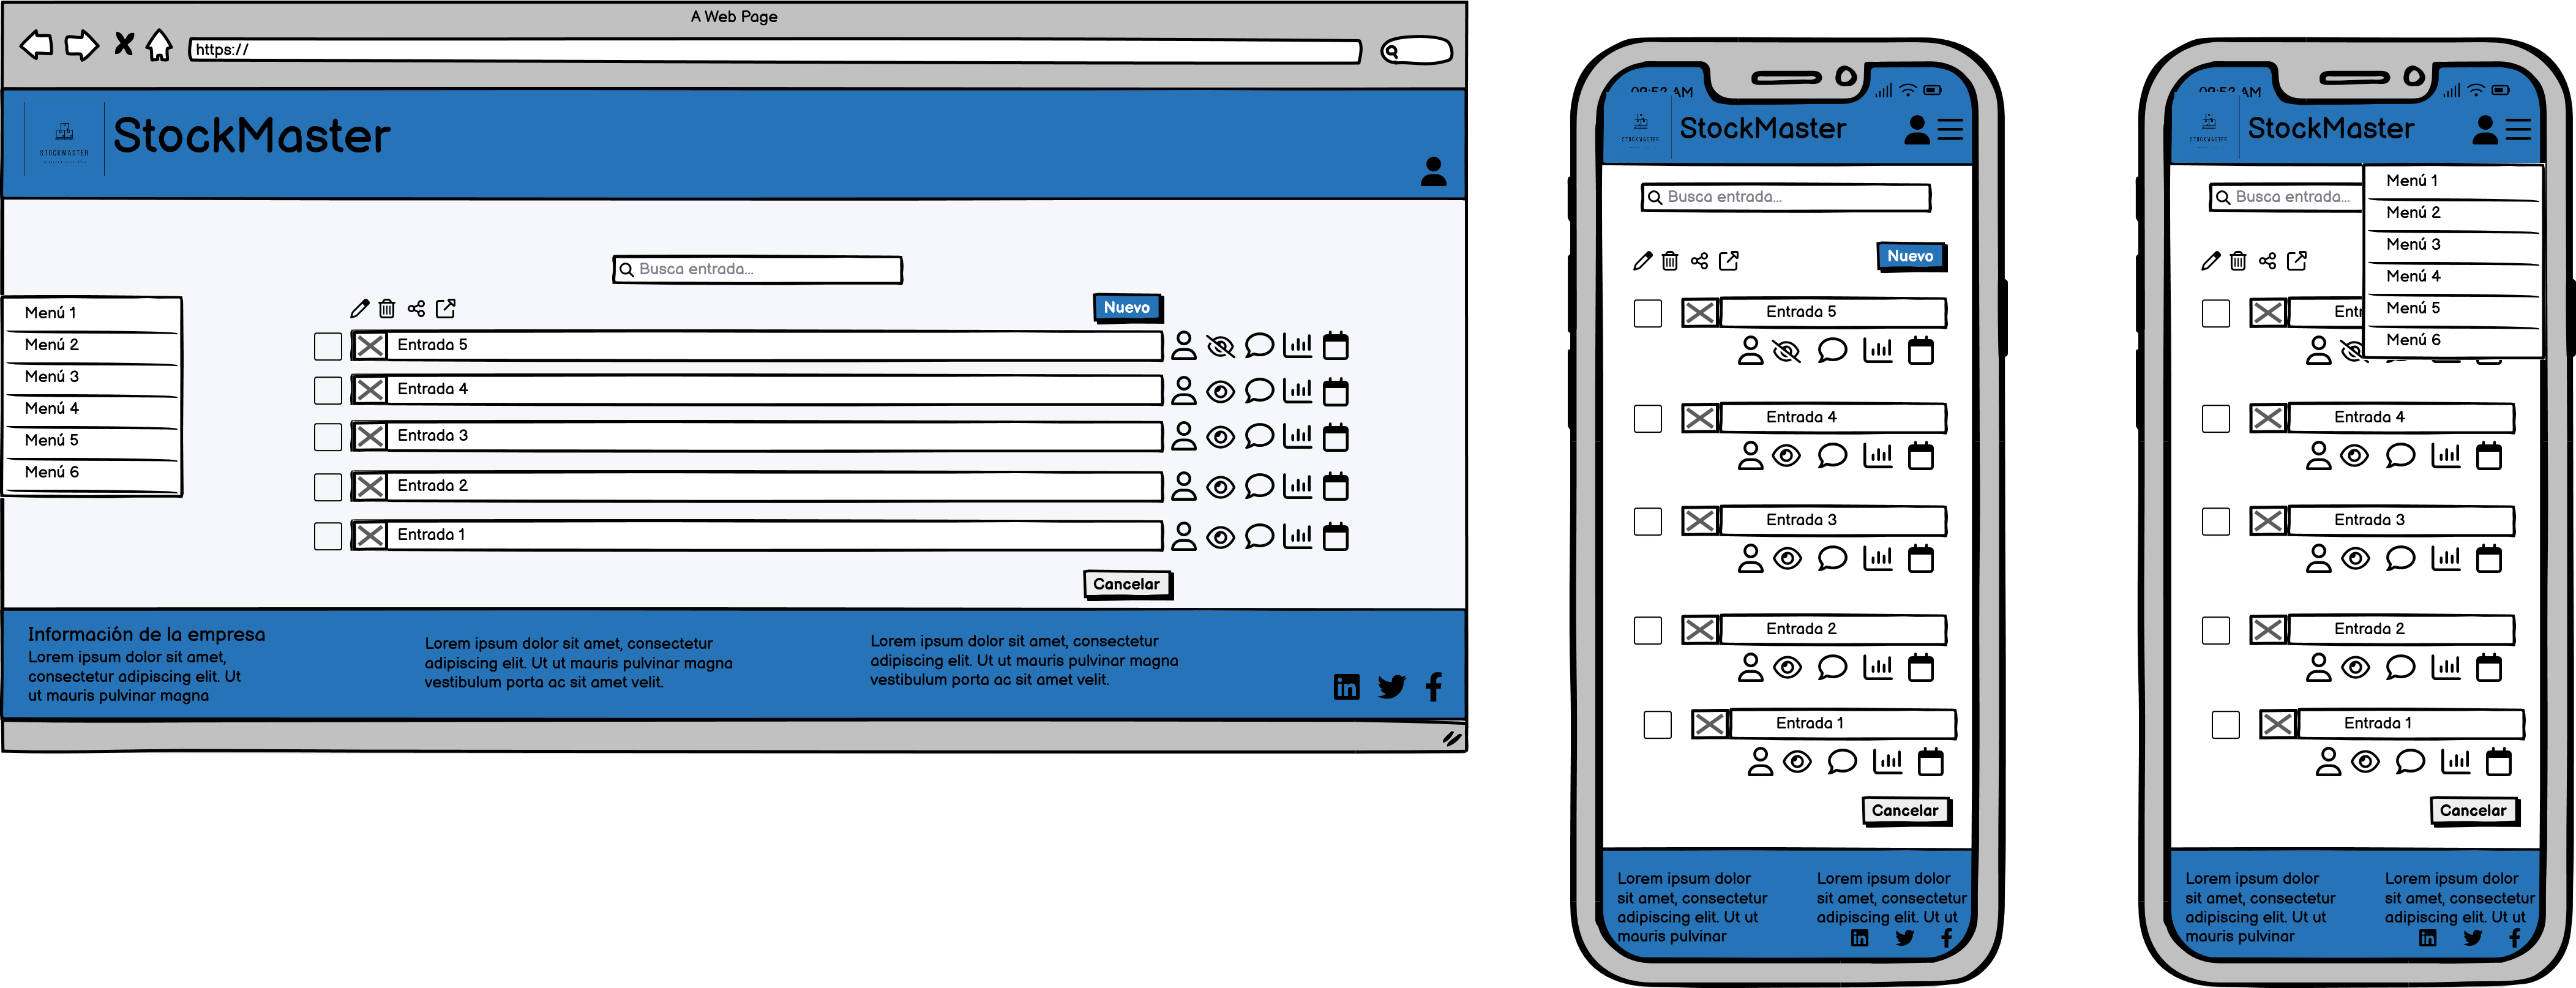 A Web Page
https://
STOCKMASTER
StockMaster
Busca entrada...
Nuevo
Menú 1
Menú 2
Menú 3
Menú 4
Menú 5
Menú 6
Entrada 5
Entrada 4
Entrada 3
Entrada 2
Entrada 1
Cancelar
Información de la empresa
Lorem ipsum dolor sit amet,
consectetur adipiscing elit. Ut
ut mauris pulvinar magna
Lorem ipsum dolor sit amet, consectetur
adipiscing elit. Ut ut mauris pulvinar magna
vestibulum porta ac sit amet velit.
Lorem ipsum dolor sit amet, consectetur
adipiscing elit. Ut ut mauris pulvinar magna
vestibulum porta ac sit amet velit.
09:52 AM
STOCKMASTER
StockMaster
Busca entrada...
Nuevo
Entrada 5
Entrada 4
Entrada 3
Entrada 2
Entrada 1
Cancelar
Lorem ipsum dolor
sit amet, consectetur
adipiscing elit. Ut ut
mauris pulvinar
Lorem ipsum dolor
sit amet, consectetur
adipiscing elit. Ut ut
09:52 AM
STOCKMASTER
StockMaster
Busca entrada...
Menú 1
Menú 2
Menú 3
Menú 4
Menú 5
Menú 6
Entr
Entrada 4
Entrada 3
Entrada 2
Entrada 1
Cancelar
Lorem ipsum dolor
sit amet, consectetur
adipiscing elit. Ut ut
mauris pulvinar
Lorem ipsum dolor
sit amet, consectetur
adipiscing elit. Ut ut